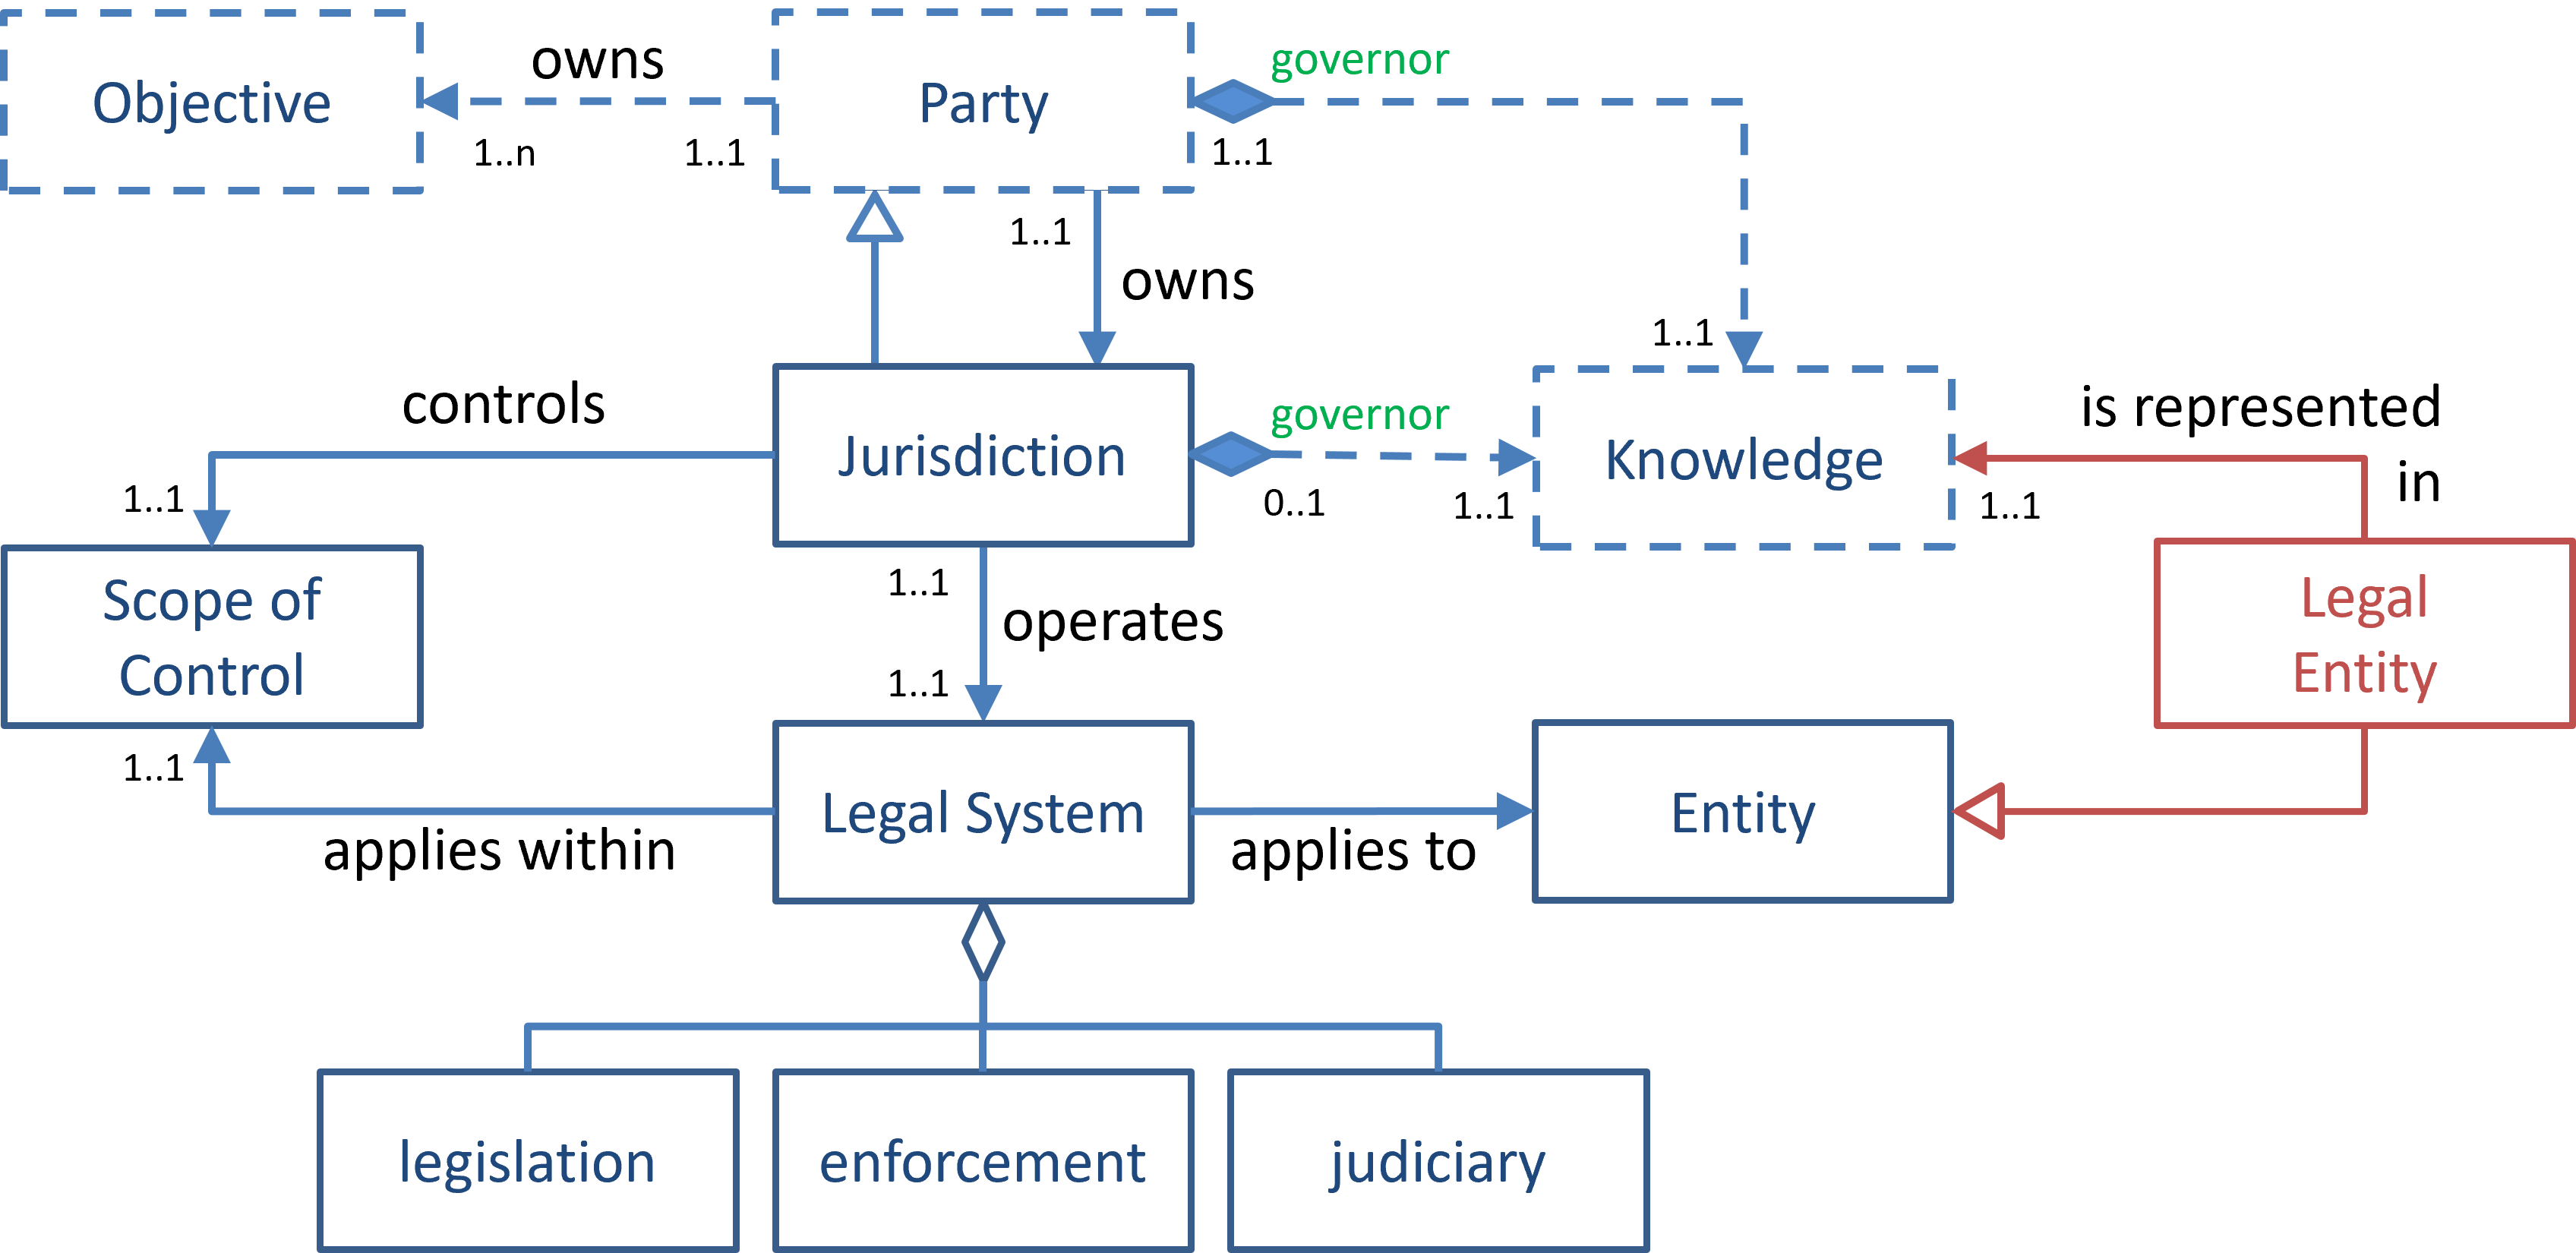 Objective
owns
1..n
1..1
Party
governor
1..1
1..1
owns
1..1
controls
1..1
Jurisdiction
governor
0..1
1..1
Knowledge
is represented
in
1..1
Scope of
Control
1..1
operates
1..1
Legal
Entity
1..1
applies within
Legal System
applies to
Entity
legislation
enforcement
judiciary